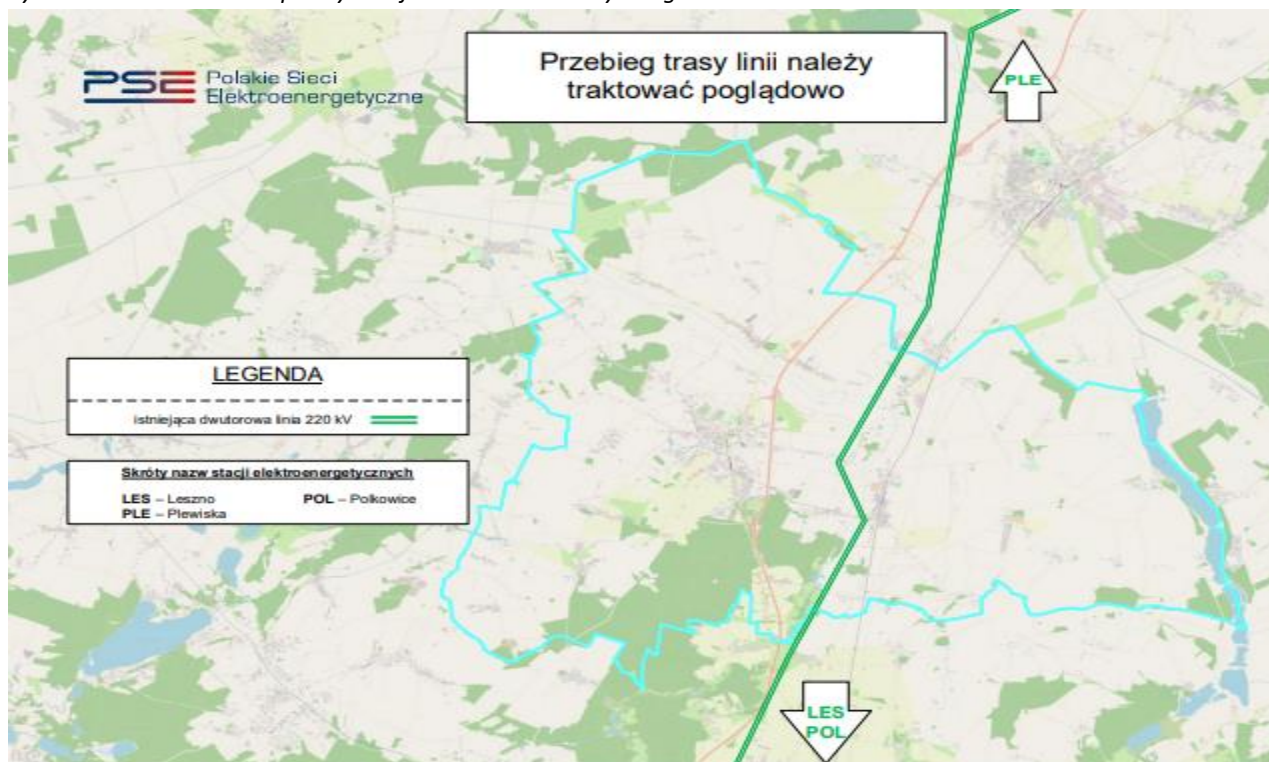 PSE Polskie Sieci
Elektroenergetyczne
Przebieg trasy linii należy
traktować poglądowo
PLE
LEGENDA
istniejąca dwutorowa linia 220 kV
Skróty nazw stacji elektroenergetycznych
LES – Leszno POL – Polkowice
PLE – Plewiska
LES
POL